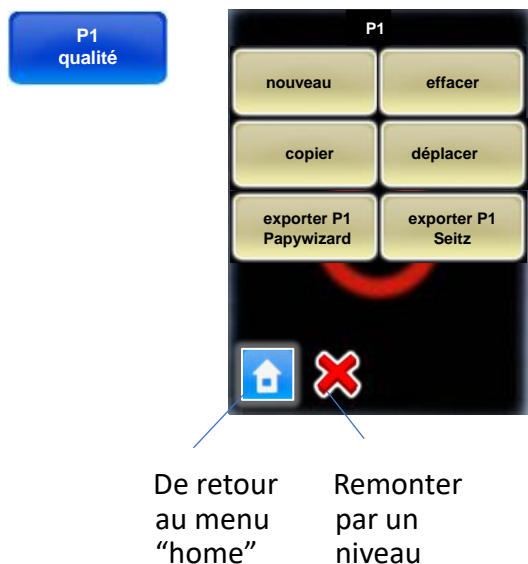 P1
qualité
P1
nouveau
effacer
copier
déplacer
exporter P1
Papywizard
exporter P1
Seitz
De retour
au menu
“home”
Remonter
par un
niveau